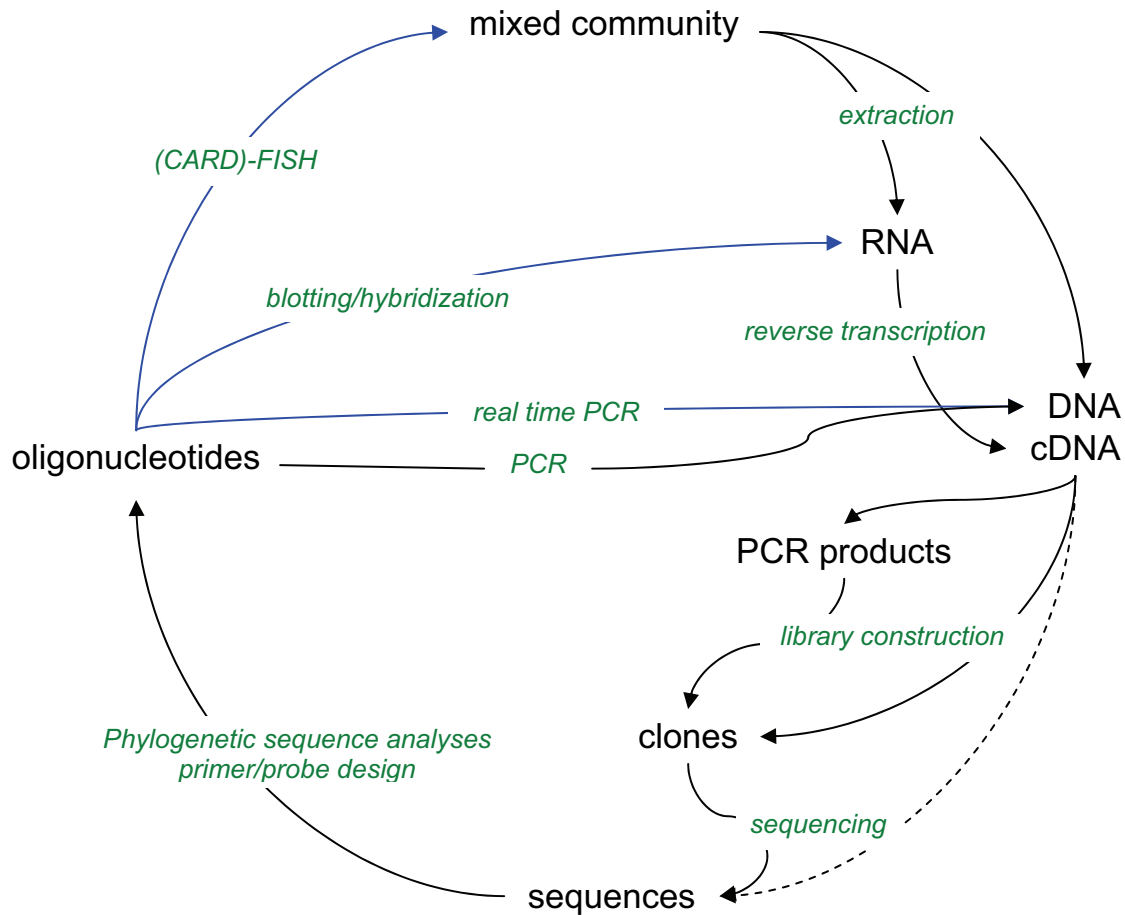 mixed community
extraction
(CARD)-FISH
RNA
blotting/hybridization
reverse transcription
real time PCR
DNA
oligonucleotides
PCR
cDNA
PCR products
library construction
clones
Phylogenetic sequence analyses
primer/probe design
sequencing
sequences